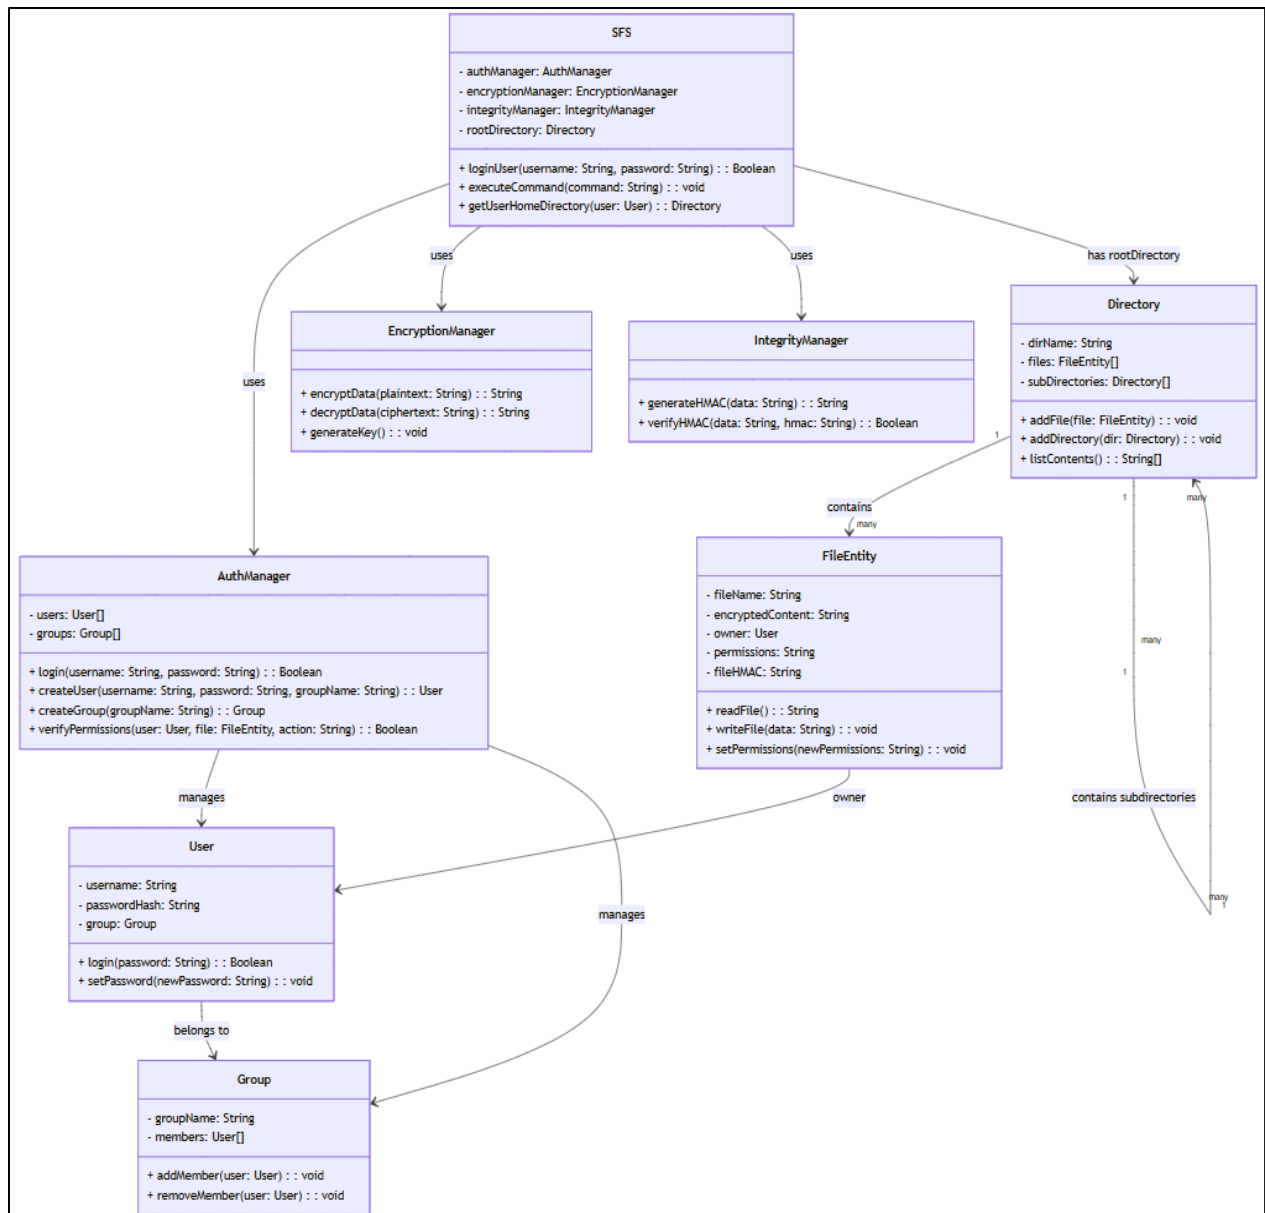 SFS
- authManager: AuthManager
- encryptionManager: EncryptionManager
- integrityManager: IntegrityManager
- rootDirectory: Directory
+ loginUser(username: String, password: String) : : Boolean
+ executeCommand(command: String) : : void
+ getUserHomeDirectory(user: User) : : Directory
uses
uses
has rootDirectory
uses
EncryptionManager
+ encryptData(plaintext: String) : : String
+ decryptData(ciphertext: String) : : String
+ generateKey() : : void
IntegrityManager
+ generateHMAC(data: String) : : String
+ verifyHMAC(data: String, hmac: String) : : Boolean
Directory
- dirName: String
- files: FileEntity[]
- subDirectories: Directory[]
+ addFile(file: FileEntity) : : void
+ addDirectory(dir: Directory) : : void
+ listContents() : : String[]
1
contains
many
1
many
many
1
contains subdirectories
many
1
AuthManager
- users: User[]
- groups: Group[]
+ login(username: String, password: String) : : Boolean
+ createUser(username: String, password: String, groupName: String) : : User
+ createGroup(groupName: String) : : Group
+ verifyPermissions(user: User, file: FileEntity, action: String) : : Boolean
FileEntity
- fileName: String
- encryptedContent: String
- owner: User
- permissions: String
- fileHMAC: String
+ readFile() : : String
+ writeFile(data: String) : : void
+ setPermissions(newPermissions: String) : : void
manages
owner
User
- username: String
- passwordHash: String
- group: Group
+ login(password: String) : : Boolean
+ setPassword(newPassword: String) : : void
manages
belongs to
Group
- groupName: String
- members: User[]
+ addMember(user: User) : : void
+ removeMember(user: User) : : void